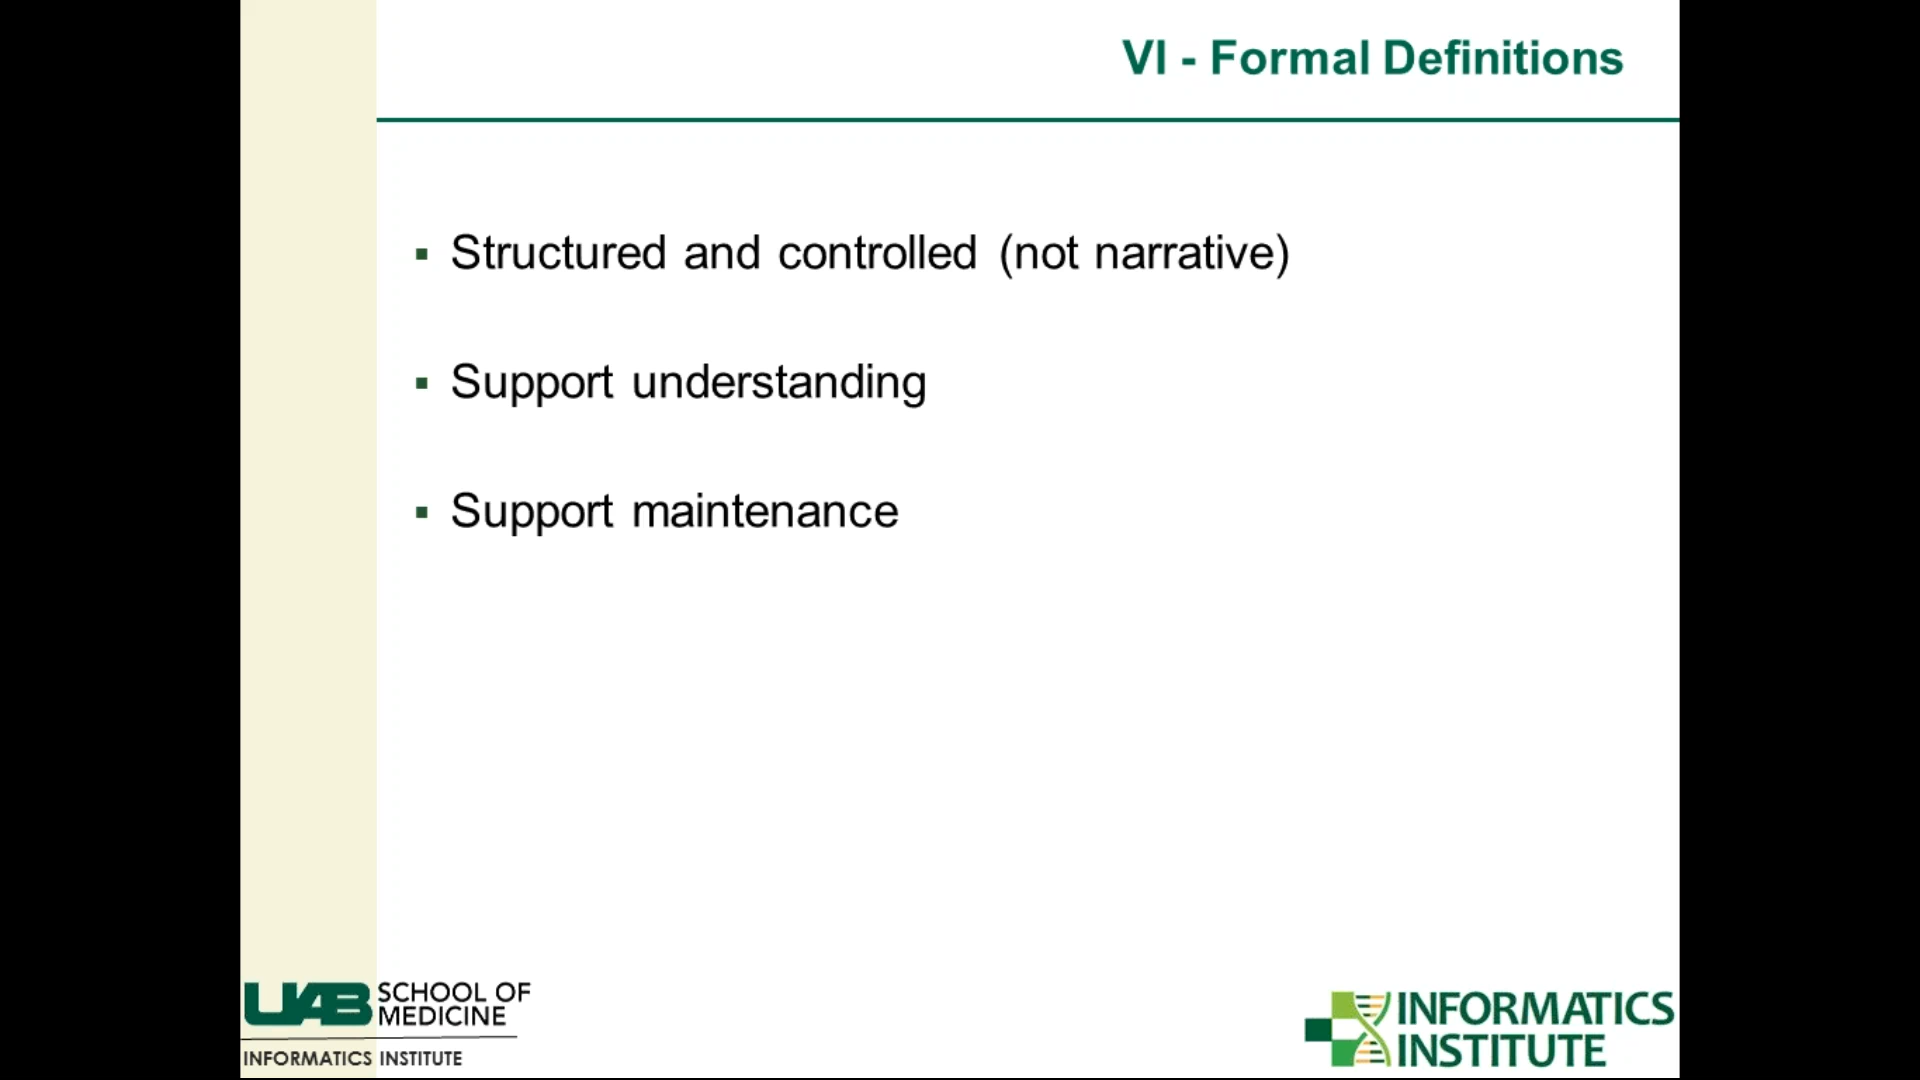 VI - Formal Definitions
▪ Structured and controlled (not narrative)
▪ Support understanding
▪ Support maintenance
UAB SCHOOL OF
MEDICINE
INFORMATICS INSTITUTE
INFORMATICS
INSTITUTE